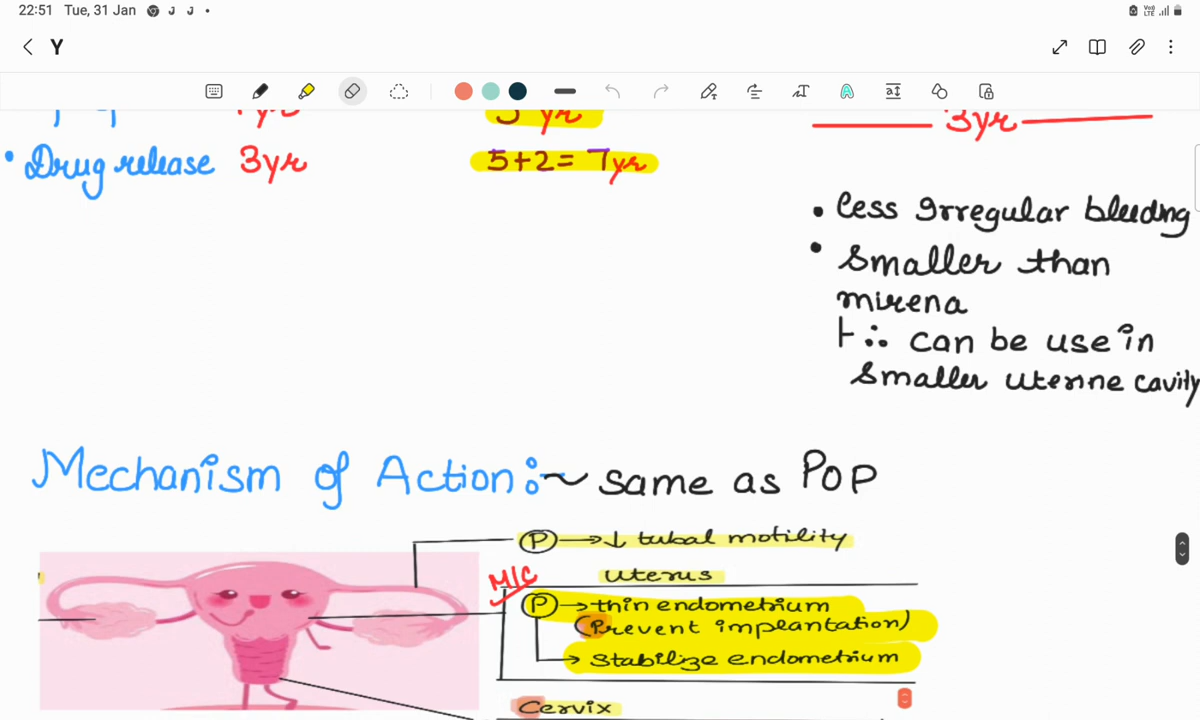 22:51 Tue, 31 Jan
Y
5 yr
3yr
• Drug release 3yr 5+2= 7yr
• less irregular bleeding
• smaller than
mirena
∴ can be use in
smaller uterine cavity
Mechanism of Action:~ same as POP
P → ↓ tubal motility
M/C
Uterus
P → thin endometrium
(Prevent implantation)
→ Stabilize endometrium
Cervix